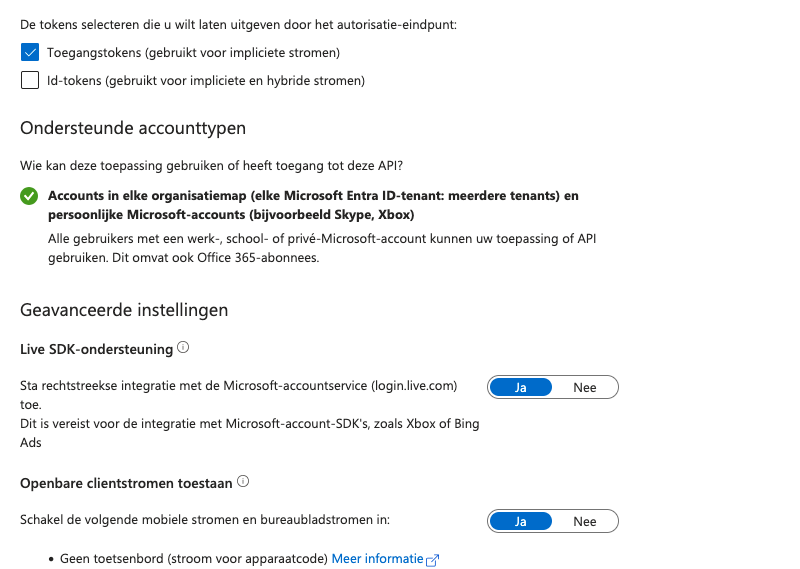 De tokens selecteren die u wilt laten uitgeven door het autorisatie-eindpunt:
Toegangstokens (gebruikt voor impliciete stromen)
Id-tokens (gebruikt voor impliciete en hybride stromen)
Ondersteunde accounttypen
Wie kan deze toepassing gebruiken of heeft toegang tot deze API?
Accounts in elke organisatiemap (elke Microsoft Entra ID-tenant: meerdere tenants) en
persoonlijke Microsoft-accounts (bijvoorbeeld Skype, Xbox)
Alle gebruikers met een werk-, school- of privé-Microsoft-account kunnen uw toepassing of API
gebruiken. Dit omvat ook Office 365-abonnees.
Geavanceerde instellingen
Live SDK-ondersteuning
Sta rechtstreekse integratie met de Microsoft-accountservice (login.live.com)
toe.
Dit is vereist voor de integratie met Microsoft-account-SDK's, zoals Xbox of Bing
Ads
Ja Nee
Openbare clientstromen toestaan
Schakel de volgende mobiele stromen en bureaubladstromen in:
Ja Nee
• Geen toetsenbord (stroom voor apparaatcode) Meer informatie